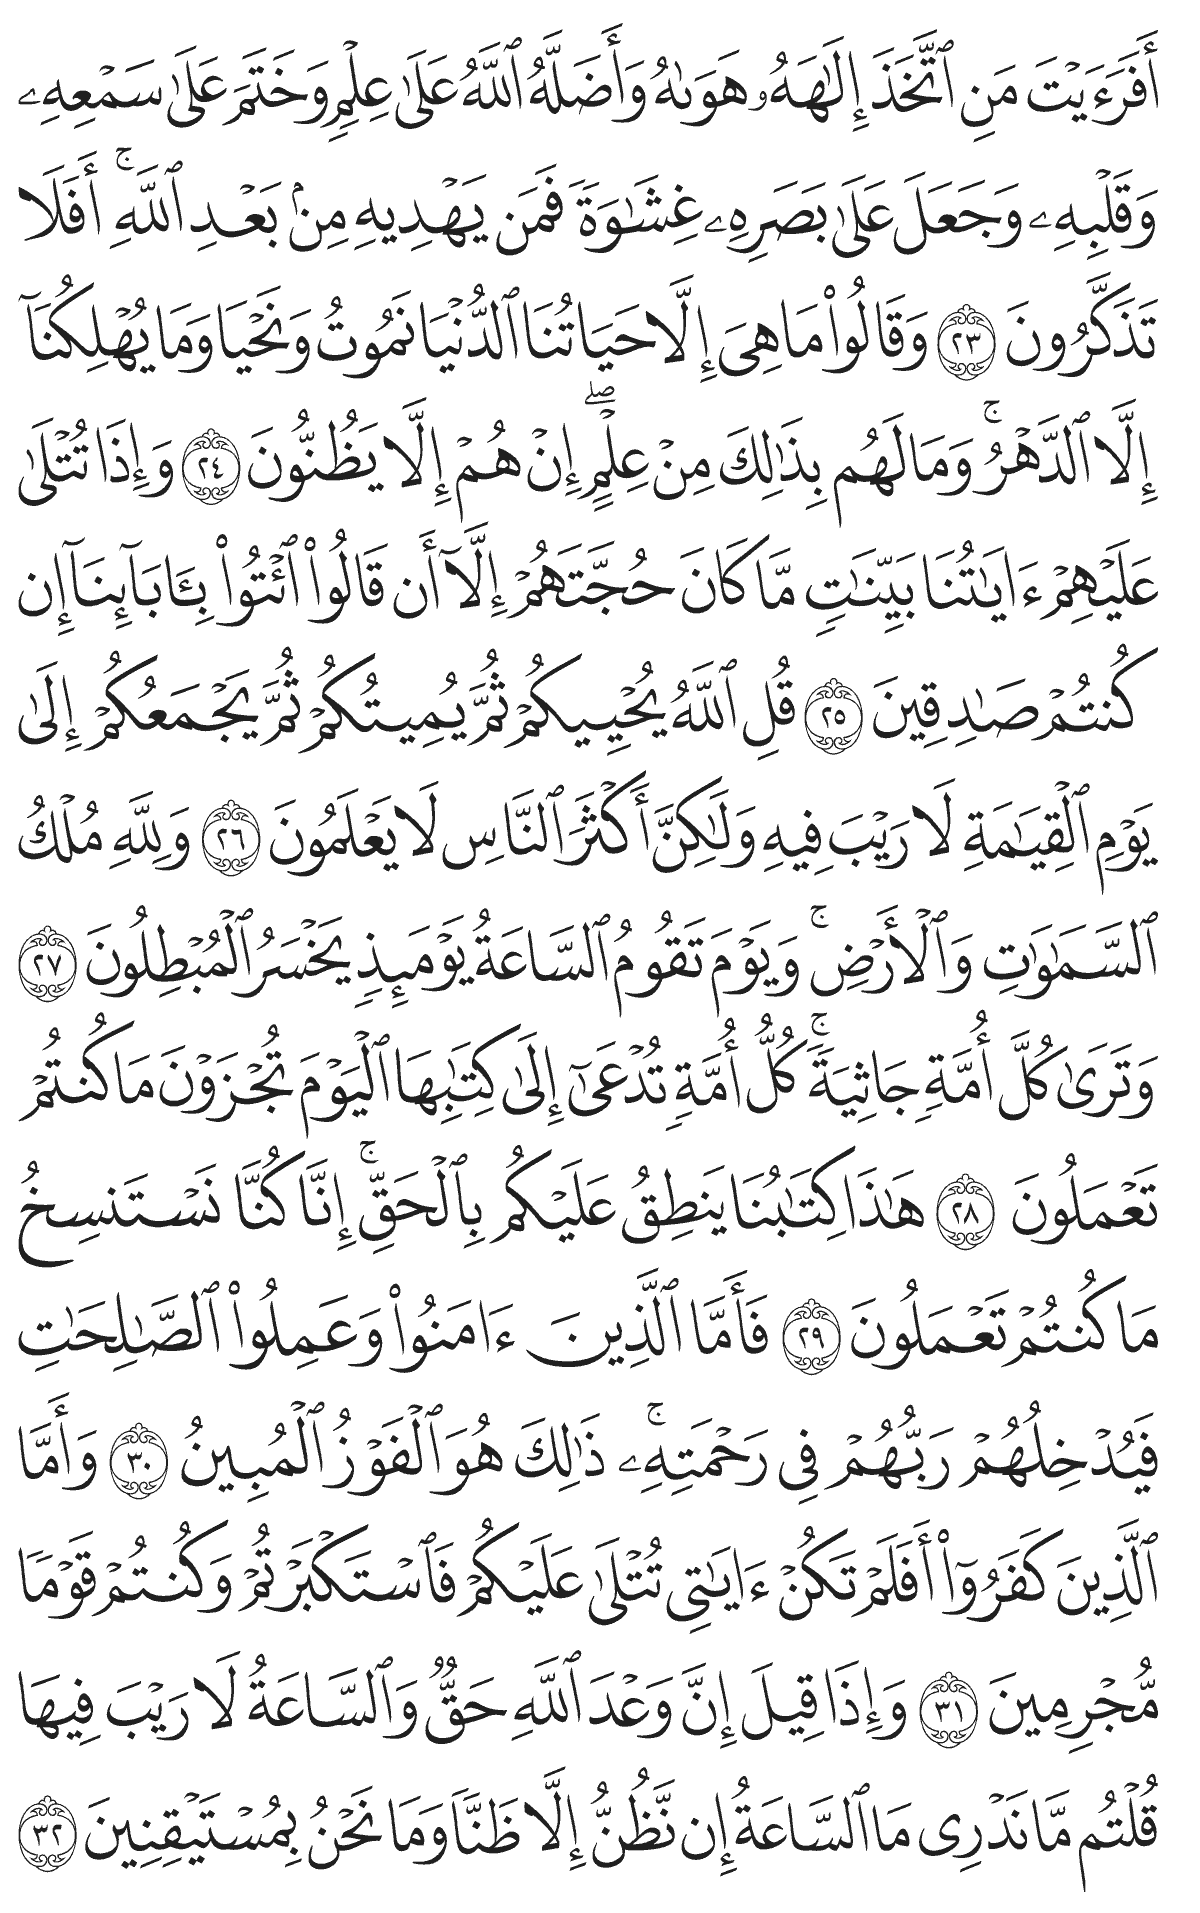 أَفَرَءَيْتَ مَنِ ٱتَّخَذَ إِلَٰهَهُۥ هَوَىٰهُ وَأَضَلَّهُ ٱللَّهُ عَلَىٰ عِلْمٍ وَخَتَمَ عَلَىٰ سَمْعِهِۦ
وَقَلْبِهِۦ وَجَعَلَ عَلَىٰ بَصَرِهِۦ غِشَٰوَةً فَمَن يَهْدِيهِ مِنۢ بَعْدِ ٱللَّهِ ۚ أَفَلَا
تَذَكَّرُونَ ٢٣ وَقَالُوا۟ مَا هِىَ إِلَّا حَيَاتُنَا ٱلدُّنْيَا نَمُوتُ وَنَحْيَا وَمَا يُهْلِكُنَآ
إِلَّا ٱلدَّهْرُ ۚ وَمَا لَهُم بِذَٰلِكَ مِنْ عِلْمٍ ۖ إِنْ هُمْ إِلَّا يَظُنُّونَ ٢٤ وَإِذَا تُتْلَىٰ
عَلَيْهِمْ ءَايَٰتُنَا بَيِّنَٰتٍ مَّا كَانَ حُجَّتَهُمْ إِلَّآ أَن قَالُوا۟ ٱئْتُوا۟ بِـَٔابَآئِنَآ إِن
كُنتُمْ صَٰدِقِينَ ٢٥ قُلِ ٱللَّهُ يُحْيِيكُمْ ثُمَّ يُمِيتُكُمْ ثُمَّ يَجْمَعُكُمْ إِلَىٰ
يَوْمِ ٱلْقِيَٰمَةِ لَا رَيْبَ فِيهِ وَلَٰكِنَّ أَكْثَرَ ٱلنَّاسِ لَا يَعْلَمُونَ ٢٦ وَلِلَّهِ مُلْكُ
ٱلسَّمَٰوَٰتِ وَٱلْأَرْضِ ۚ وَيَوْمَ تَقُومُ ٱلسَّاعَةُ يَوْمَئِذٍ يَخْسَرُ ٱلْمُبْطِلُونَ ٢٧
وَتَرَىٰ كُلَّ أُمَّةٍ جَاثِيَةً ۚ كُلُّ أُمَّةٍ تُدْعَىٰٓ إِلَىٰ كِتَٰبِهَا ٱلْيَوْمَ تُجْزَوْنَ مَا كُنتُمْ
تَعْمَلُونَ ٢٨ هَٰذَا كِتَٰبُنَا يَنطِقُ عَلَيْكُم بِٱلْحَقِّ ۚ إِنَّا كُنَّا نَسْتَنسِخُ
مَا كُنتُمْ تَعْمَلُونَ ٢٩ فَأَمَّا ٱلَّذِينَ ءَامَنُوا۟ وَعَمِلُوا۟ ٱلصَّٰلِحَٰتِ
فَيُدْخِلُهُمْ رَبُّهُمْ فِى رَحْمَتِهِۦ ۚ ذَٰلِكَ هُوَ ٱلْفَوْزُ ٱلْمُبِينُ ٣٠ وَأَمَّا
ٱلَّذِينَ كَفَرُوٓا۟ أَفَلَمْ تَكُنْ ءَايَٰتِى تُتْلَىٰ عَلَيْكُمْ فَٱسْتَكْبَرْتُمْ وَكُنتُمْ قَوْمًا
مُّجْرِمِينَ ٣١ وَإِذَا قِيلَ إِنَّ وَعْدَ ٱللَّهِ حَقٌّ وَٱلسَّاعَةُ لَا رَيْبَ فِيهَا
قُلْتُم مَّا نَدْرِى مَا ٱلسَّاعَةُ إِن نَّظُنُّ إِلَّا ظَنًّا وَمَا نَحْنُ بِمُسْتَيْقِنِينَ ٣٢